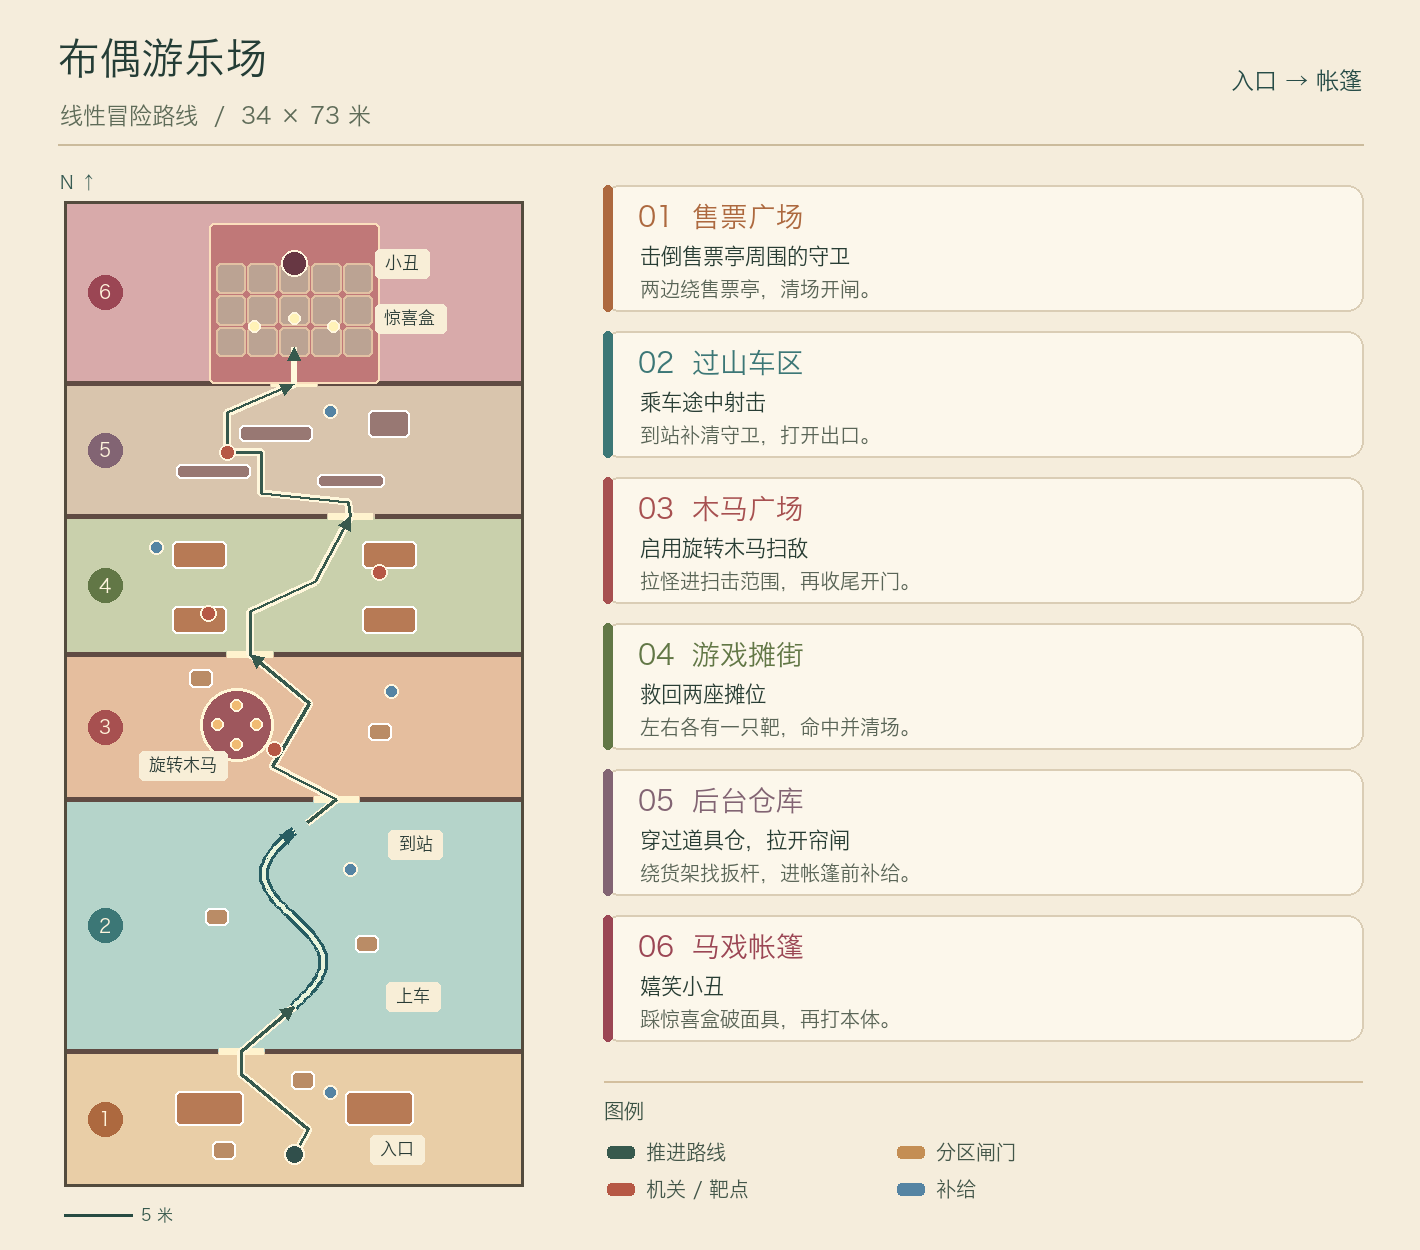 布偶游乐场
线性冒险路线 / 34 × 73 米
入口 → 帐篷
N ↑
6
小丑
惊喜盒
5
4
3
旋转木马
到站
2
上车
1
入口
5 米
01 售票广场
击倒售票亭周围的守卫
两边绕售票亭，清场开闸。
02 过山车区
乘车途中射击
到站补清守卫，打开出口。
03 木马广场
启用旋转木马扫敌
拉怪进扫击范围，再收尾开门。
04 游戏摊街
救回两座摊位
左右各有一只靶，命中并清场。
05 后台仓库
穿过道具仓，拉开帘闸
绕货架找扳杆，进帐篷前补给。
06 马戏帐篷
嬉笑小丑
踩惊喜盒破面具，再打本体。
图例
推进路线
分区闸门
机关 / 靶点
补给